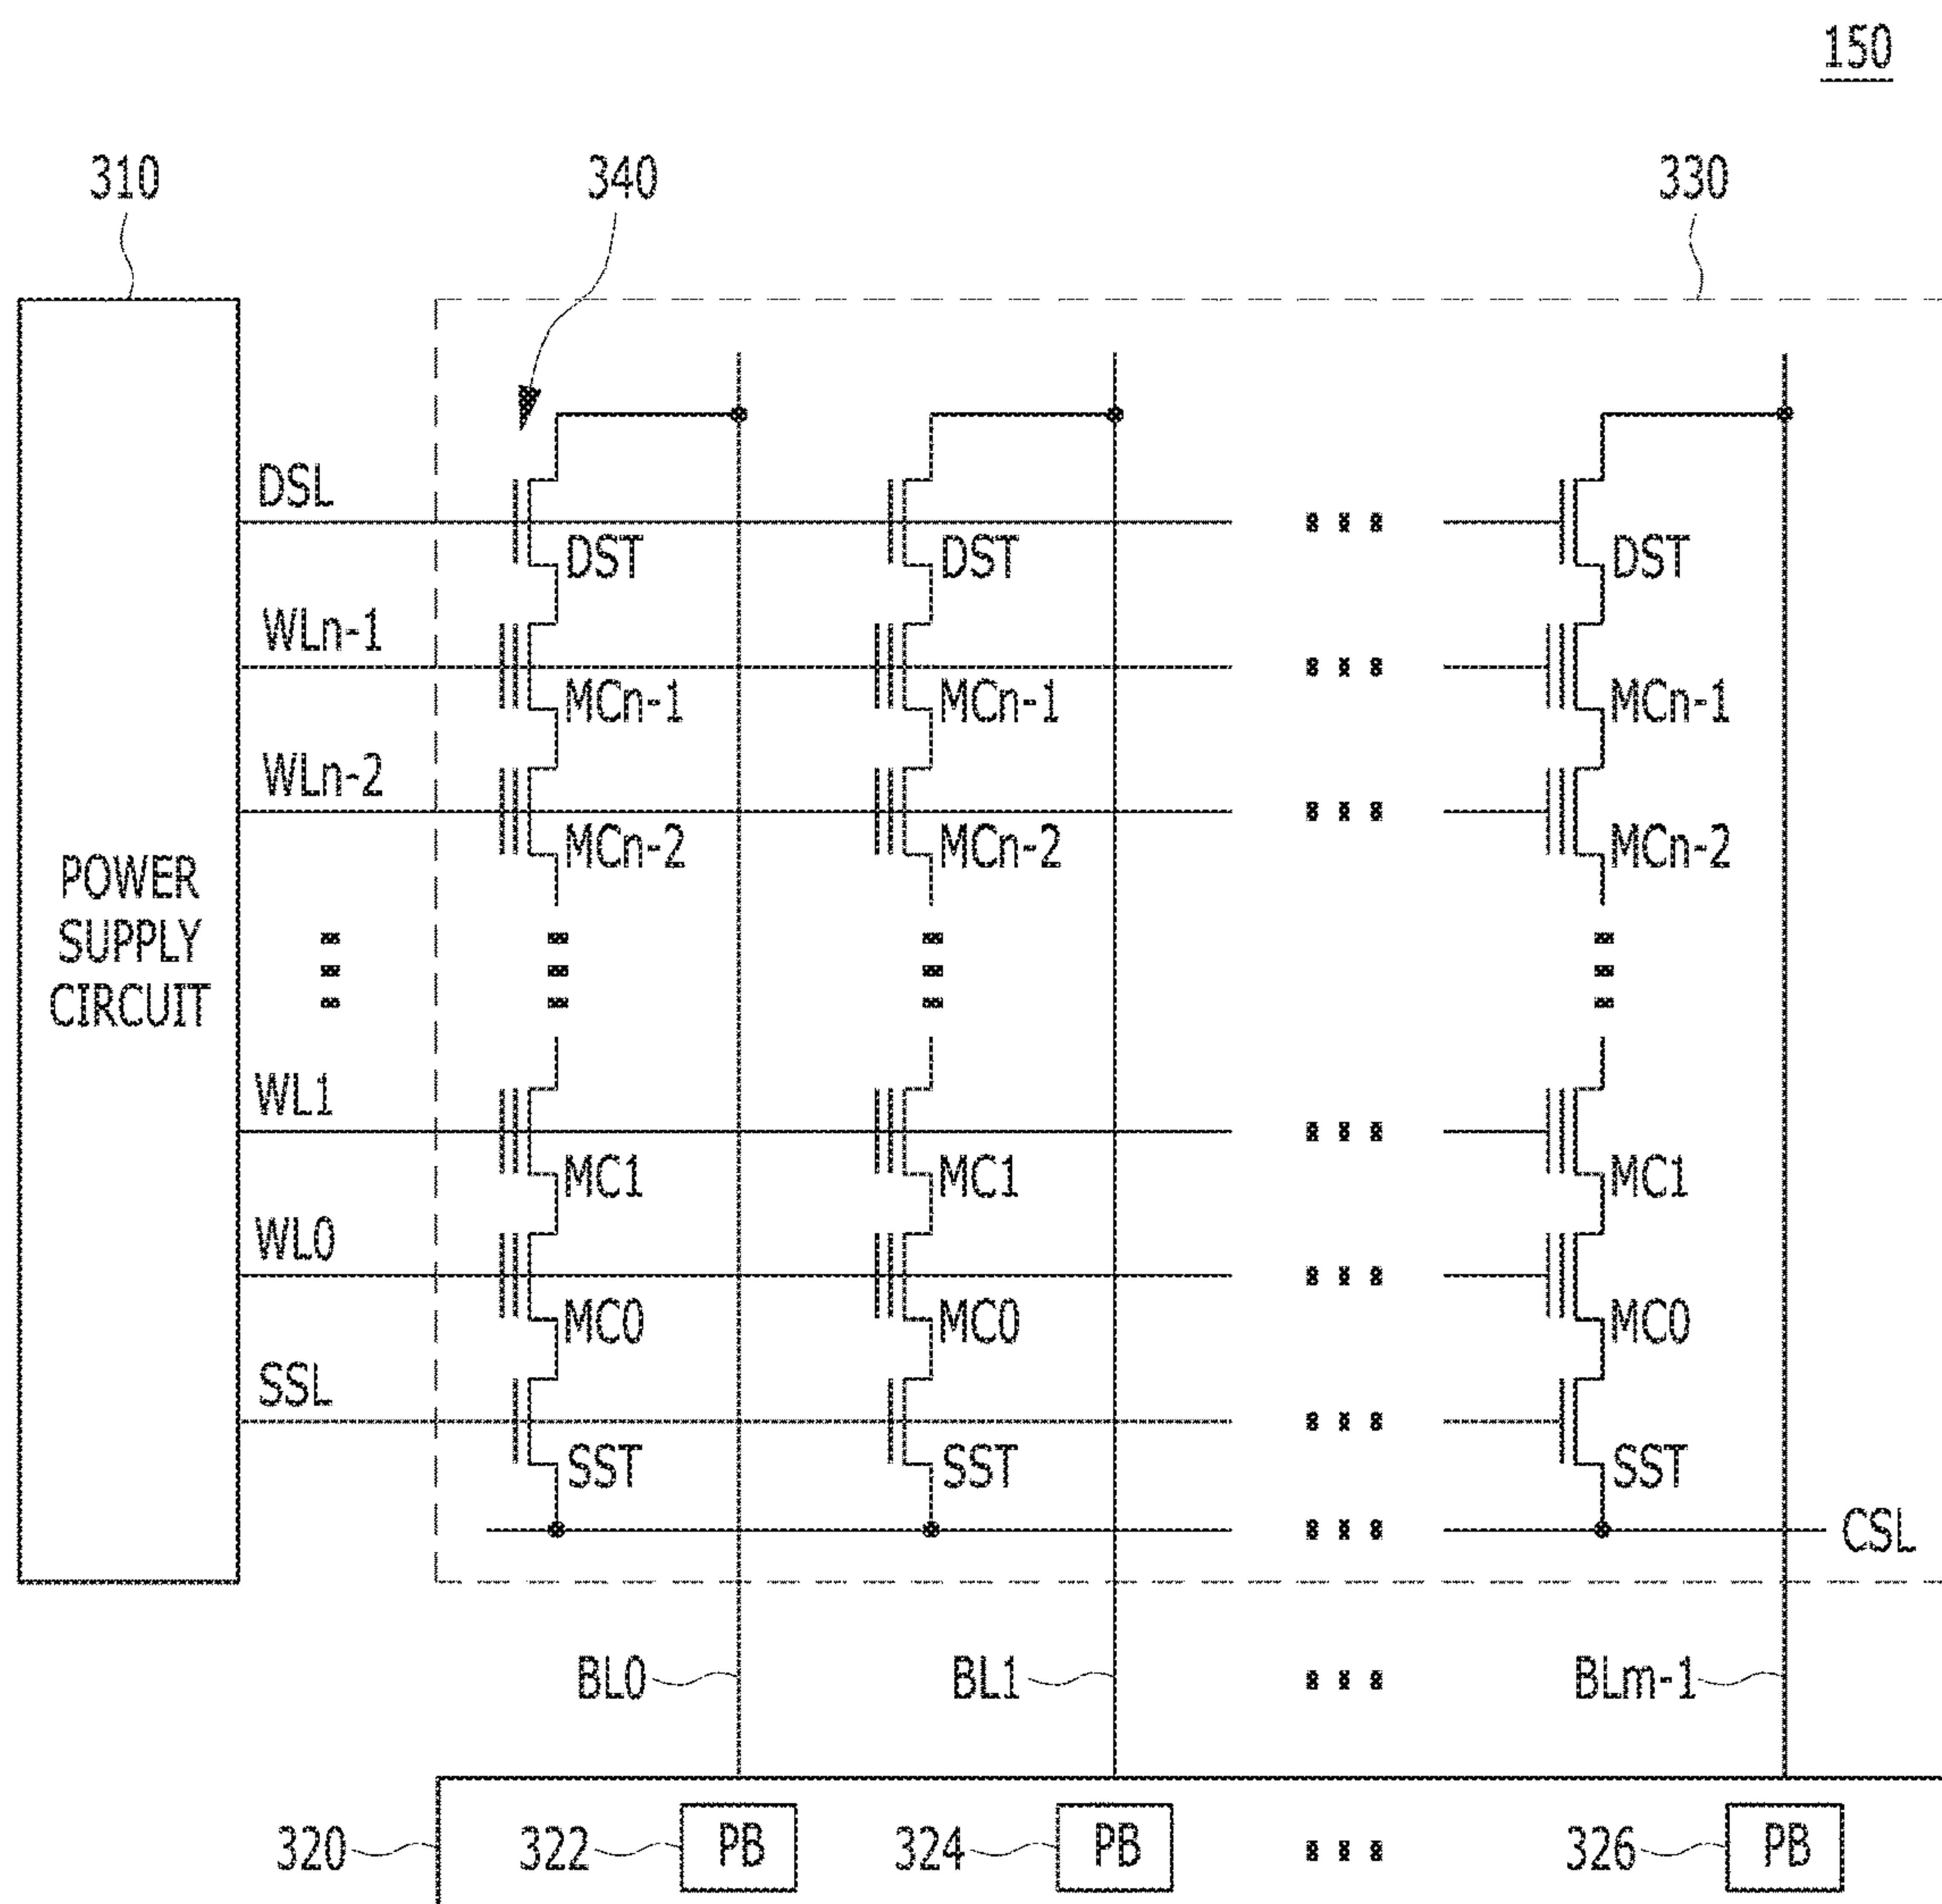 150
310
340
330
DSL
DST DST DST
WLn-1
MCn-1 MCn-1 MCn-1
WLn-2
MCn-2 MCn-2 MCn-2
POWER
SUPPLY
CIRCUIT
WL1
MC1 MC1 MC1
WL0
MC0 MC0 MC0
SSL
SST SST SST
CSL
BL0 BL1 BLm-1
320 322 PB 324 PB 326 PB